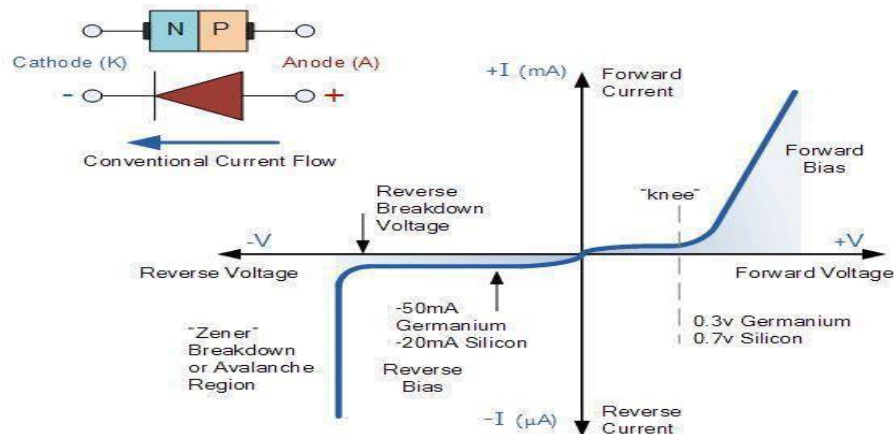 N P
Cathode (K)
Anode (A)
- +
Conventional Current Flow
+I (mA)
Forward
Current
Forward
Bias
"knee"
Reverse
Breakdown
Voltage
-V
+V
Reverse Voltage
Forward Voltage
-50mA
Germanium
-20mA Silicon
0.3v Germanium
0.7v Silicon
"Zener"
Breakdown
or Avalanche
Region
Reverse
Bias
-I (µA)
Reverse
Current